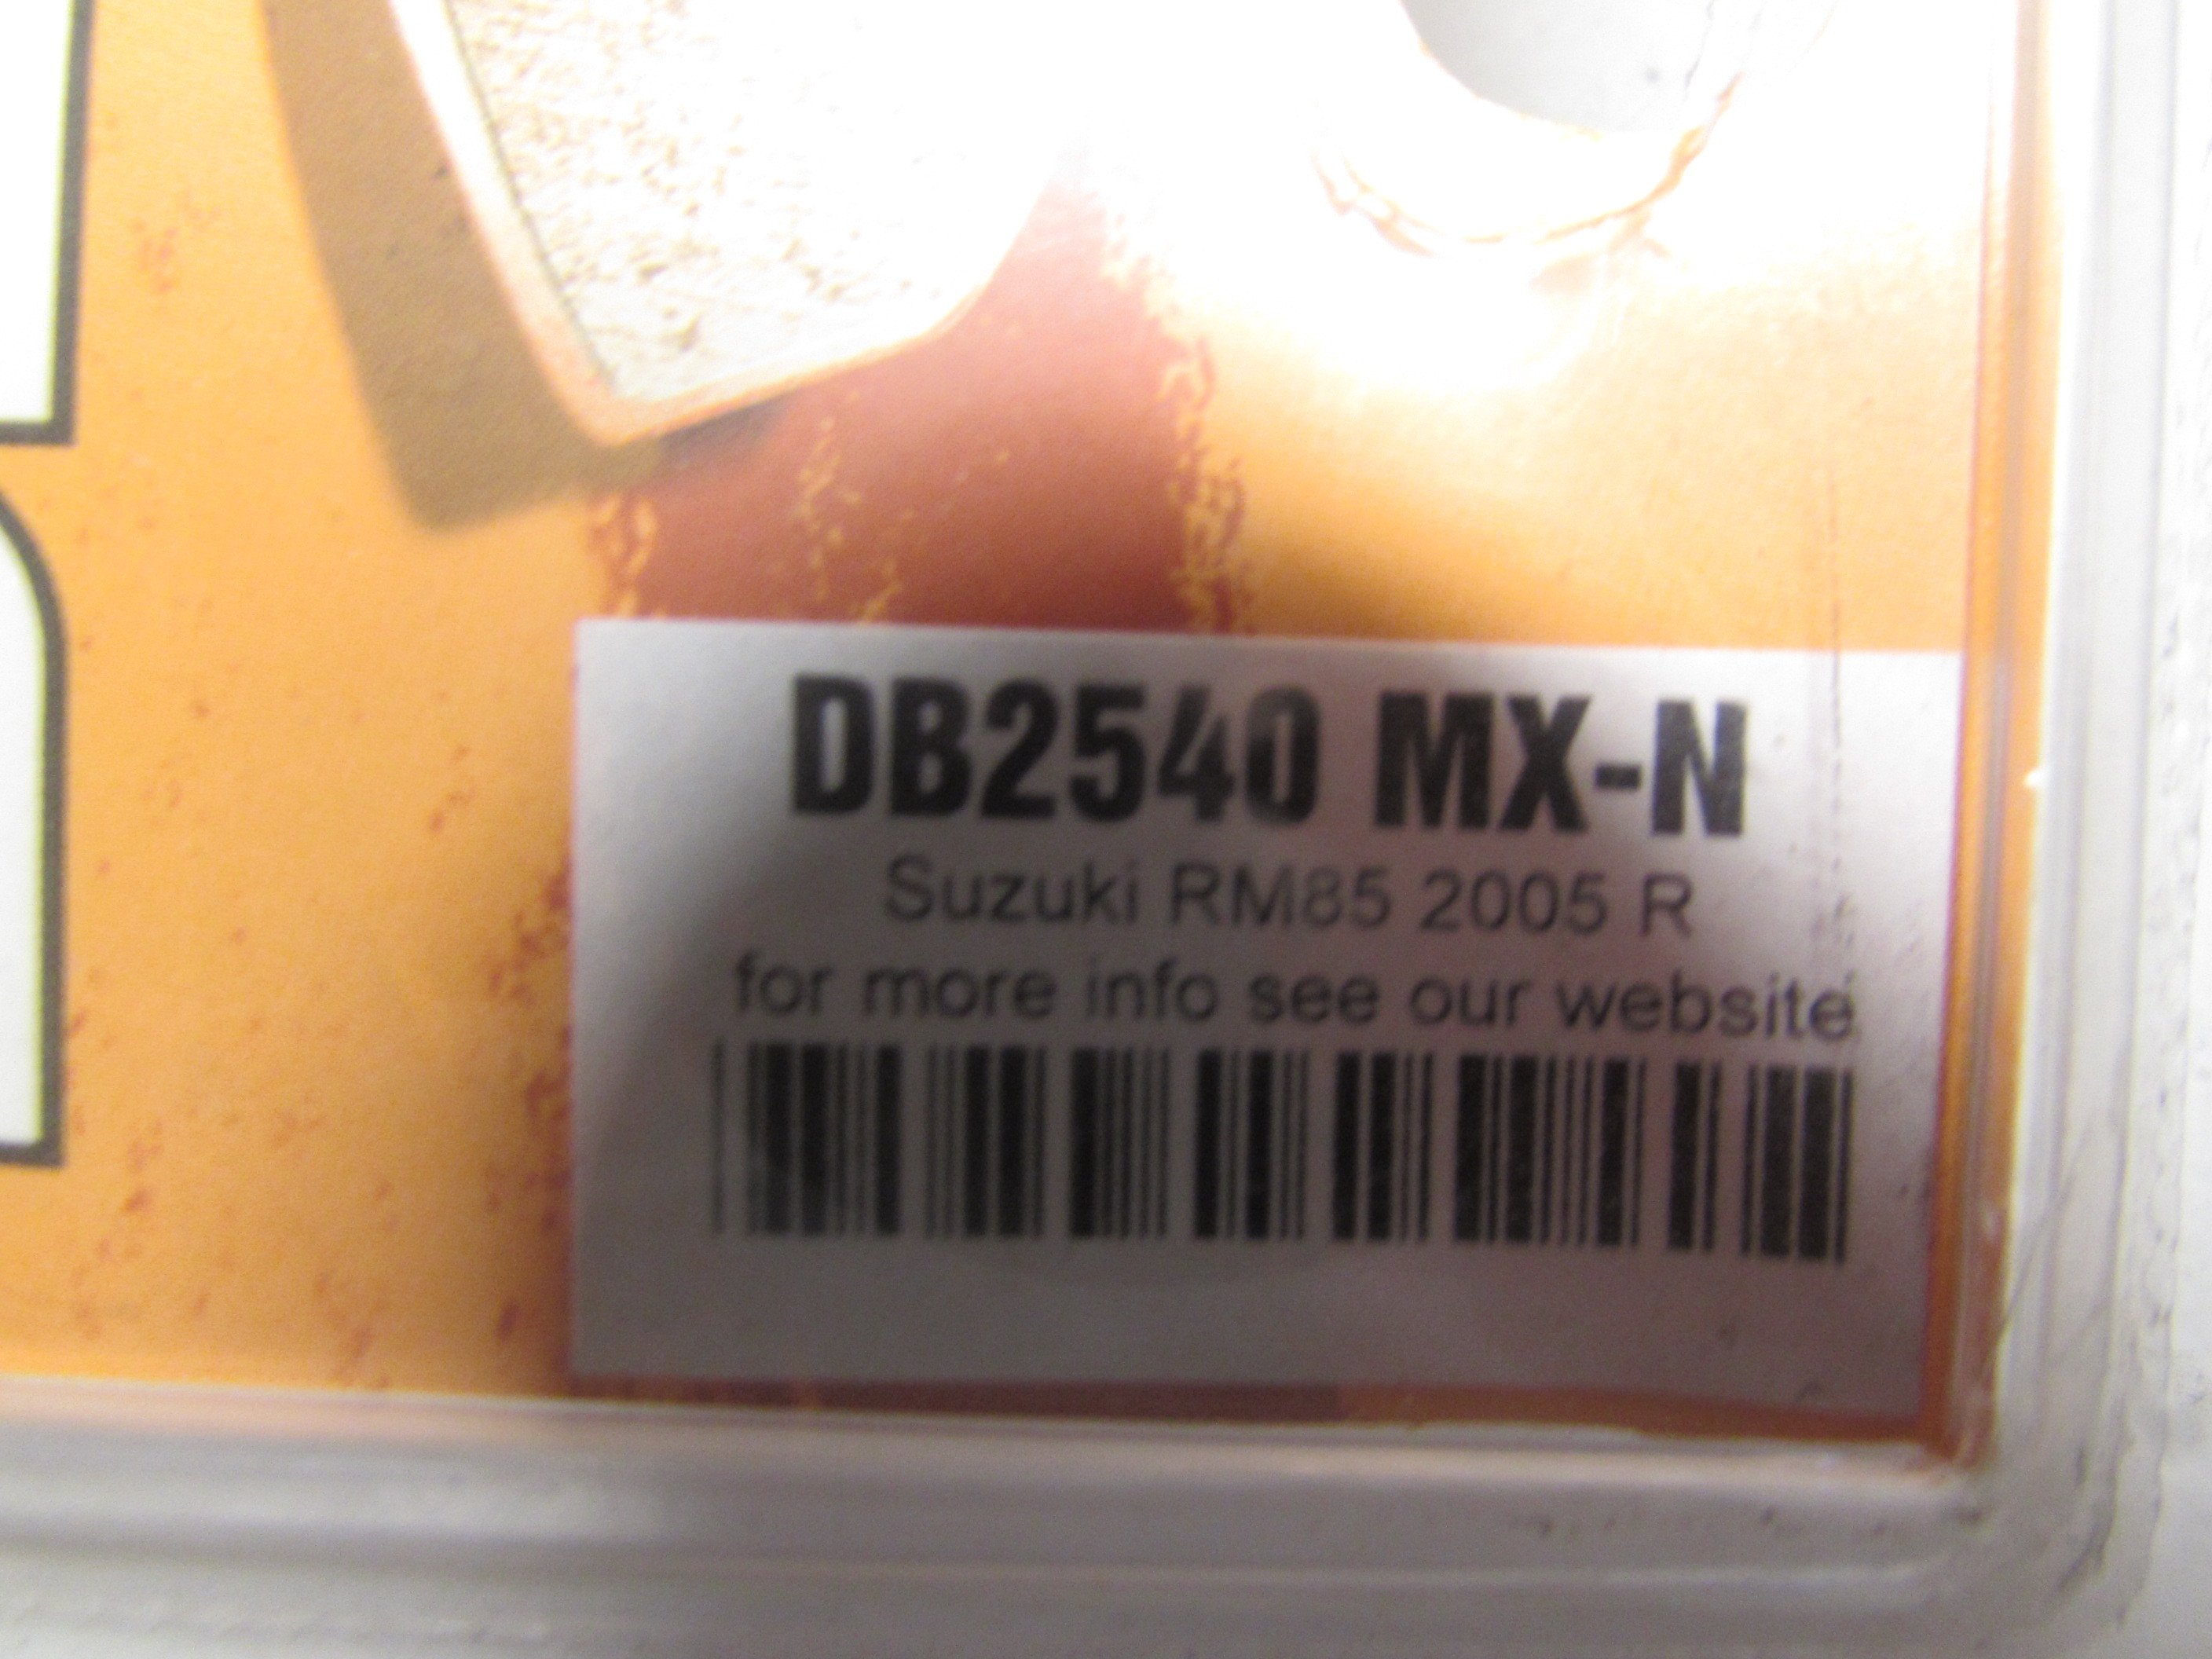 DB2540 MX-N
Suzuki RM85 2005 R
for more info see our website